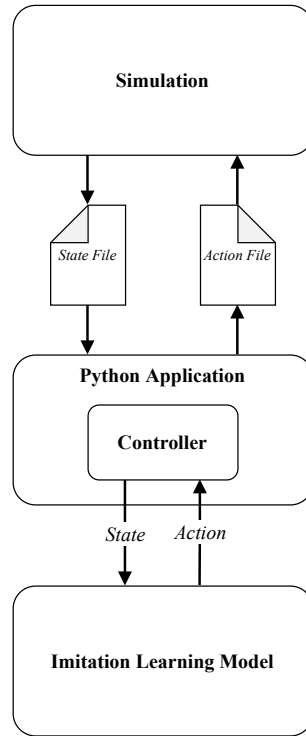 Simulation
State File
Action File
Python Application
Controller
State
Action
Imitation Learning Model